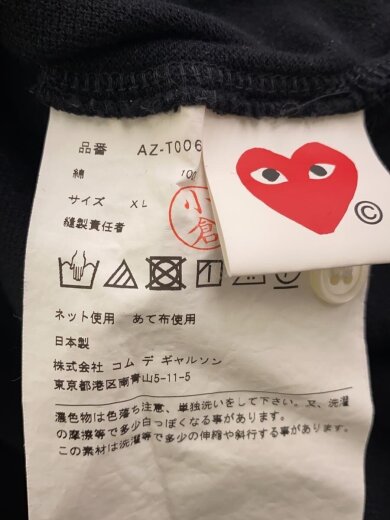 品番 AZ-T006
綿
サイズ XL
縫製責任者
小倉
©
ネット使用 あて布使用
日本製
株式会社 コム デ ギャルソン
東京都港区南青山5-11-5
濃色物は色落ち注意、単独洗いをして下さい。又、洗濯
の摩擦等で多少白っぽくなる事があります。
この素材は洗濯等で多少の伸縮や斜行する事があります。